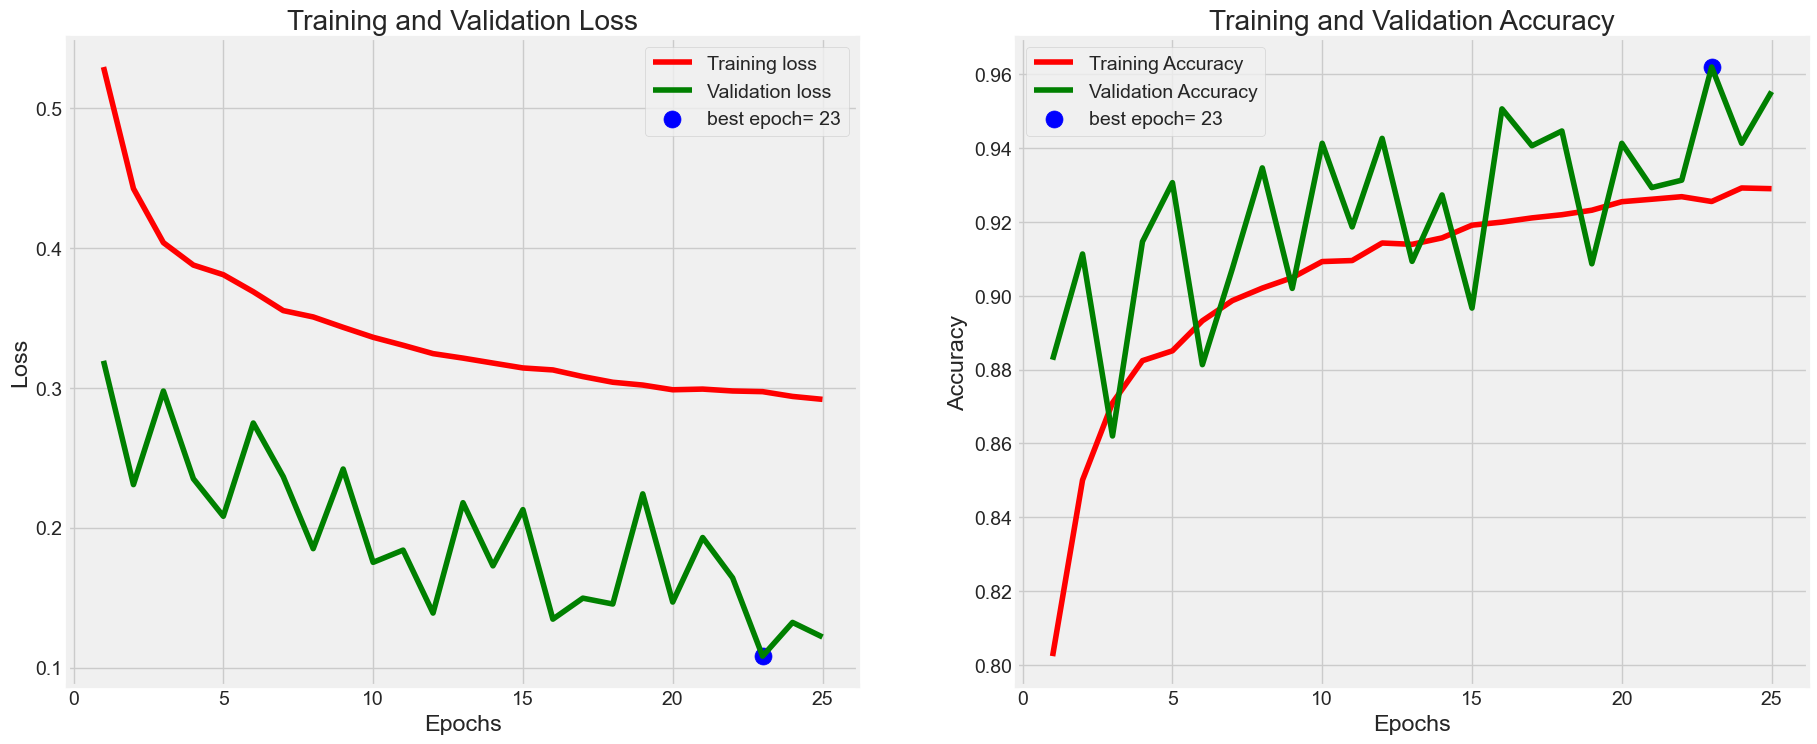 Training and Validation Loss
Training loss
Validation loss
best epoch= 23
0.5
0.4
0.3
0.2
0.1
0 5 10 15 20 25
Loss
Epochs
Training and Validation Accuracy
Training Accuracy
Validation Accuracy
best epoch= 23
0.96
0.94
0.92
0.90
0.88
0.86
0.84
0.82
0.80
0 5 10 15 20 25
Accuracy
Epochs